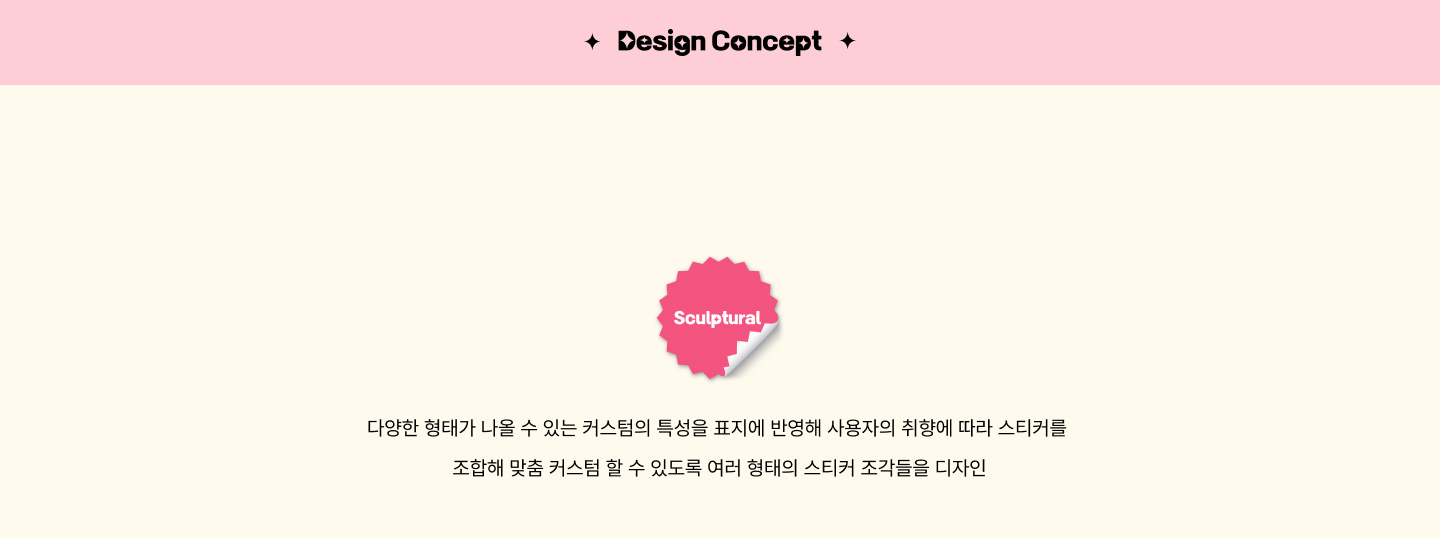 Design Concept
Sculptural
다양한 형태가 나올 수 있는 커스텀의 특성을 표지에 반영해 사용자의 취향에 따라 스티커를
조합해 맞춤 커스텀 할 수 있도록 여러 형태의 스티커 조각들을 디자인